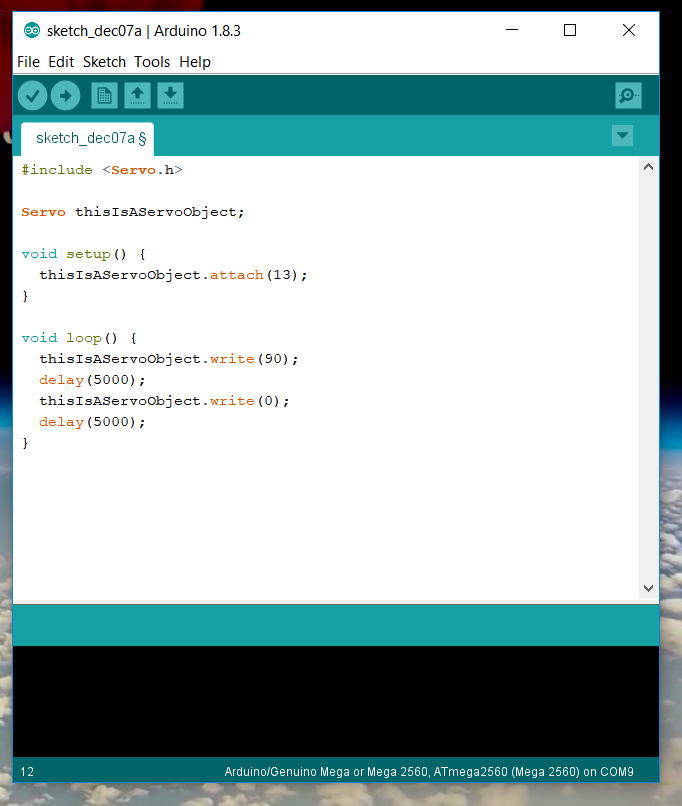 sketch_dec07a | Arduino 1.8.3
File Edit Sketch Tools Help
sketch_dec07a §
#include <Servo.h>
Servo thisIsAServoObject;
void setup() {
  thisIsAServoObject.attach(13);
}
void loop() {
  thisIsAServoObject.write(90);
  delay(5000);
  thisIsAServoObject.write(0);
  delay(5000);
}
12 Arduino/Genuino Mega or Mega 2560, ATmega2560 (Mega 2560) on COM9